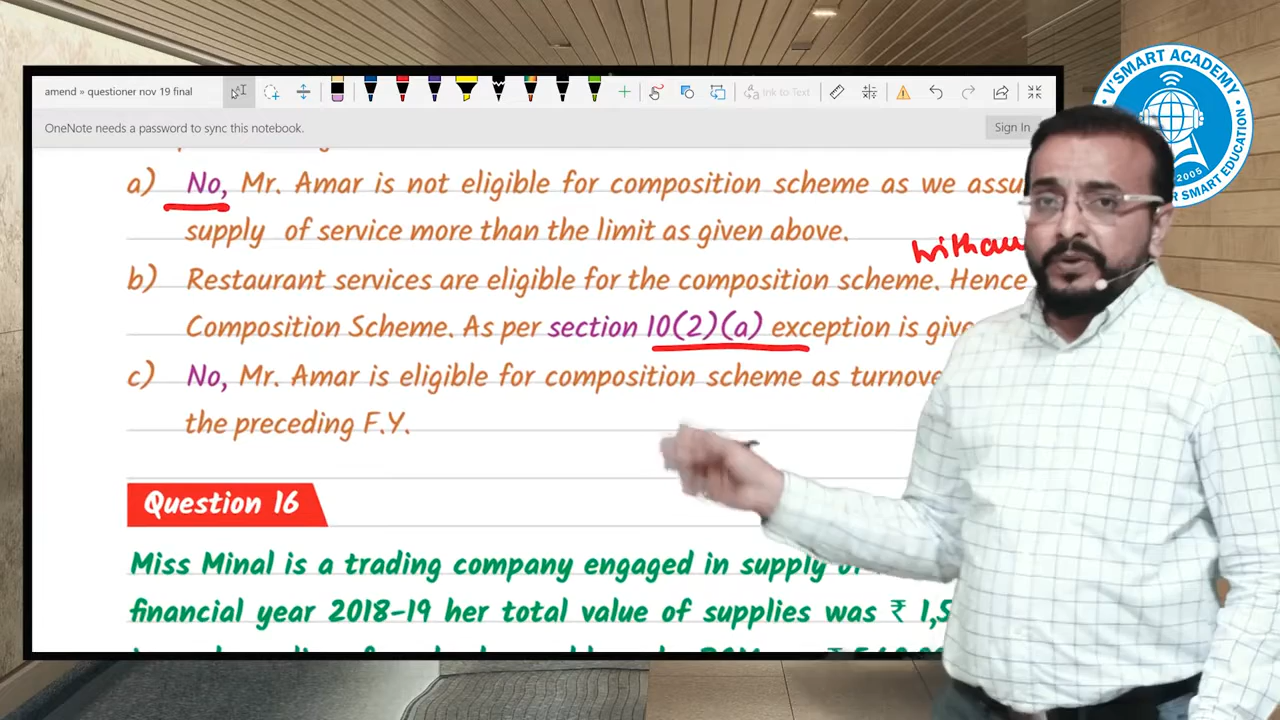 amend » questioner nov 19 final
Ink to Text
OneNote needs a password to sync this notebook.
Sign In
V'SMART ACADEMY
SMART EDUCATION
2005
a) No, Mr. Amar is not eligible for composition scheme as we
supply of service more than the limit as given above.
b) Restaurant services are eligible for the composition scheme. Hence
Composition Scheme. As per section 10(2)(a) exception is
c) No, Mr. Amar is eligible for composition scheme as
the preceding F.Y.
Question 16
Miss Minal is a trading company engaged in supply
financial year 2018-19 her total value of supplies was ₹ 1,5